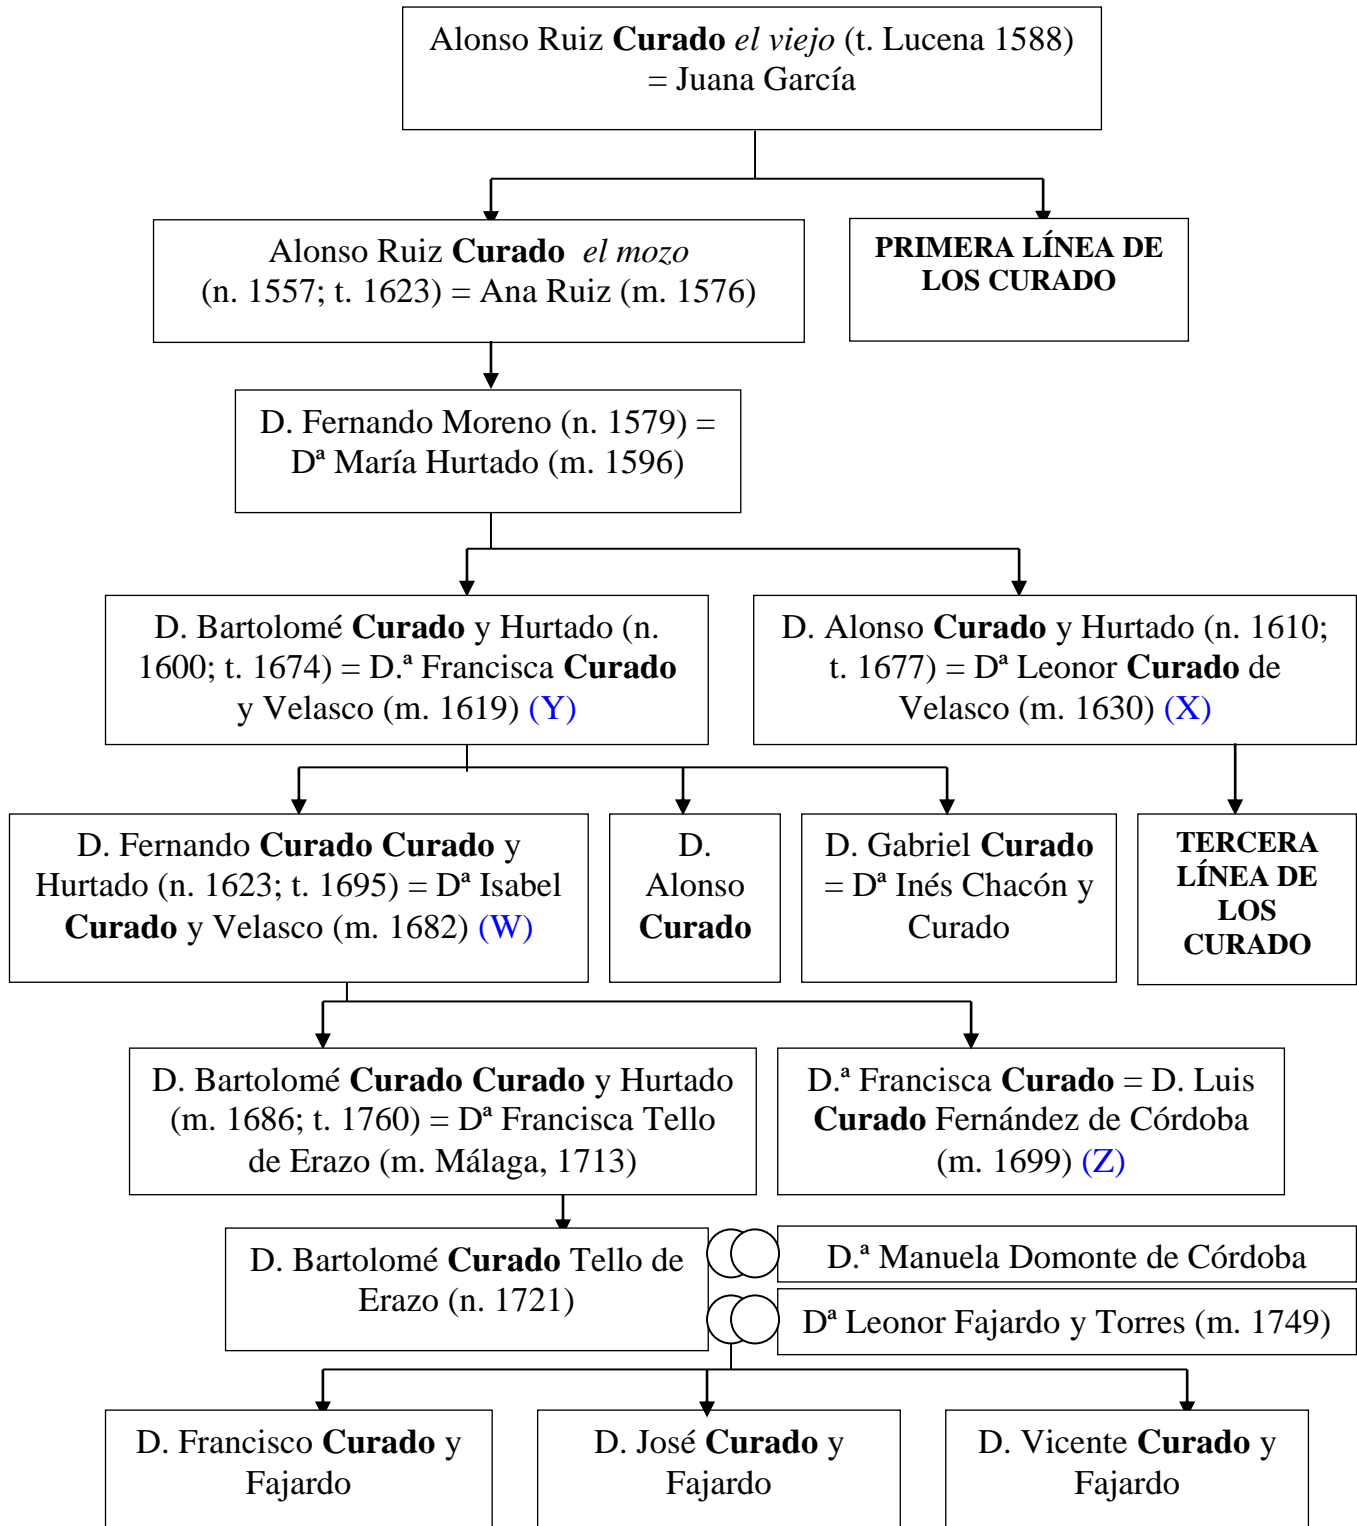 Alonso Ruiz Curado el viejo (t. Lucena 1588)
= Juana García
Alonso Ruiz Curado el mozo
(n. 1557; t. 1623) = Ana Ruiz (m. 1576)
PRIMERA LÍNEA DE
LOS CURADO
D. Fernando Moreno (n. 1579) =
Dª María Hurtado (m. 1596)
D. Bartolomé Curado y Hurtado (n.
1600; t. 1674) = D.ª Francisca Curado
y Velasco (m. 1619) (Y)
D. Alonso Curado y Hurtado (n. 1610;
t. 1677) = Dª Leonor Curado de
Velasco (m. 1630) (X)
D. Fernando Curado Curado y
Hurtado (n. 1623; t. 1695) = Dª Isabel
Curado y Velasco (m. 1682) (W)
D.
Alonso
Curado
D. Gabriel Curado
= Dª Inés Chacón y
Curado
TERCERA
LÍNEA DE
LOS
CURADO
D. Bartolomé Curado Curado y Hurtado
(m. 1686; t. 1760) = Dª Francisca Tello
de Erazo (m. Málaga, 1713)
D.ª Francisca Curado = D. Luis
Curado Fernández de Córdoba
(m. 1699) (Z)
D. Bartolomé Curado Tello de
Erazo (n. 1721)
D.ª Manuela Domonte de Córdoba
Dª Leonor Fajardo y Torres (m. 1749)
D. Francisco Curado y
Fajardo
D. José Curado y
Fajardo
D. Vicente Curado y
Fajardo